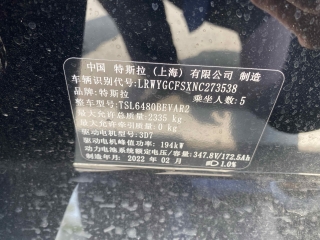 中国 特斯拉(上海)有限公司 制造
车辆识别代号: LRWYGCFSXNC273538
品牌: 特斯拉 乘坐人数: 5
整车型号: TSL6480BEVAR2
最大允许总质量: 2335 kg
最大允许牵引质量: 0 kg
驱动电机型号: 3D7
驱动电机峰值功率: 194kW
动力电池系统额定电压/容量: 347.8V/172.5Ah
制造年月: 2022 年 02 月 1.0%